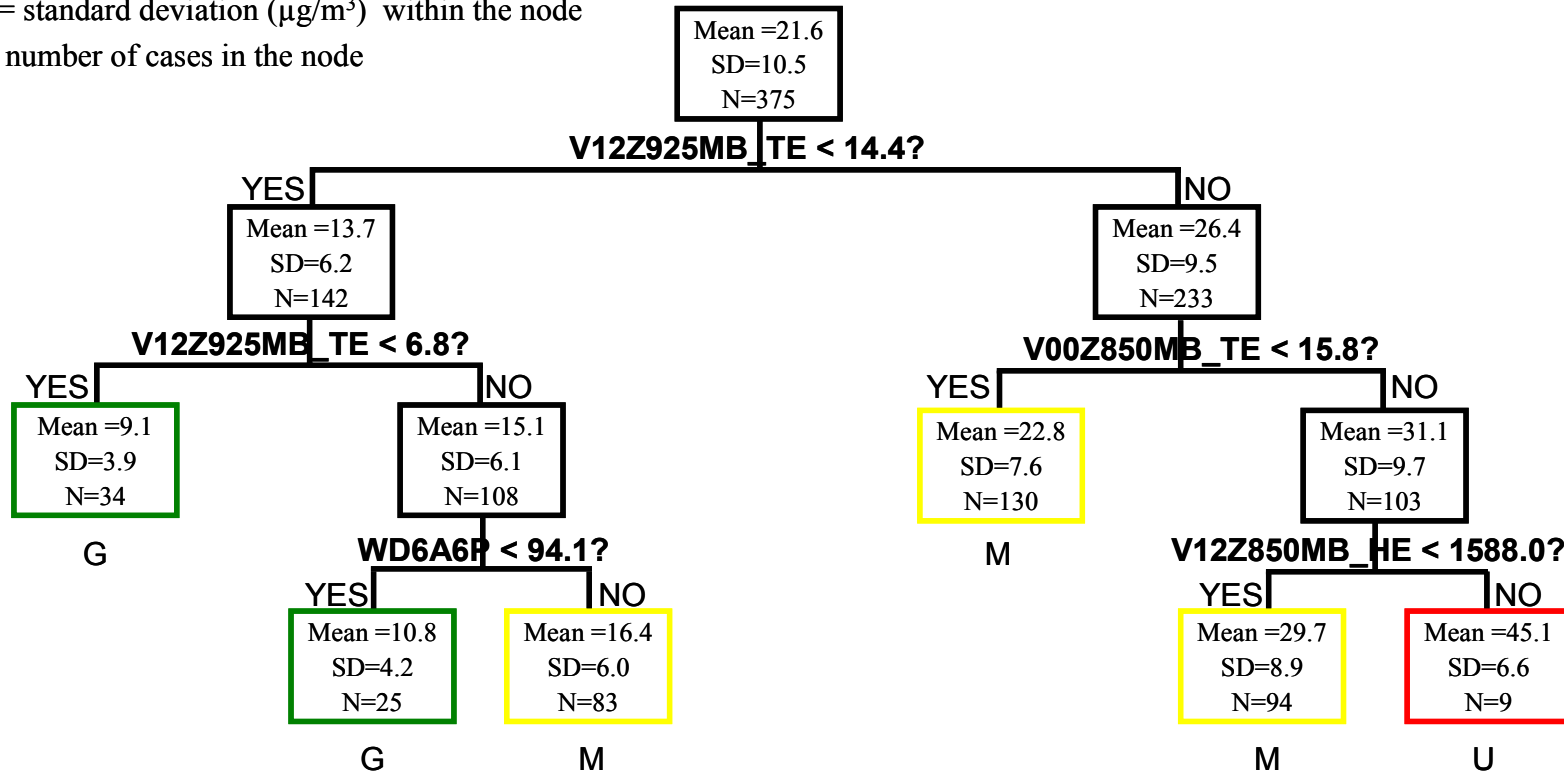 = standard deviation (µg/m³) within the node
number of cases in the node
Mean =21.6
SD=10.5
N=375
V12Z925MB_TE < 14.4?
YES
NO
Mean =13.7
SD=6.2
N=142
Mean =26.4
SD=9.5
N=233
V12Z925MB_TE < 6.8?
V00Z850MB_TE < 15.8?
YES
NO
YES
NO
Mean =9.1
SD=3.9
N=34
Mean =15.1
SD=6.1
N=108
Mean =22.8
SD=7.6
N=130
Mean =31.1
SD=9.7
N=103
G
WD6A6P < 94.1?
M
V12Z850MB_HE < 1588.0?
YES
NO
YES
NO
Mean =10.8
SD=4.2
N=25
Mean =16.4
SD=6.0
N=83
Mean =29.7
SD=8.9
N=94
Mean =45.1
SD=6.6
N=9
G
M
M
U